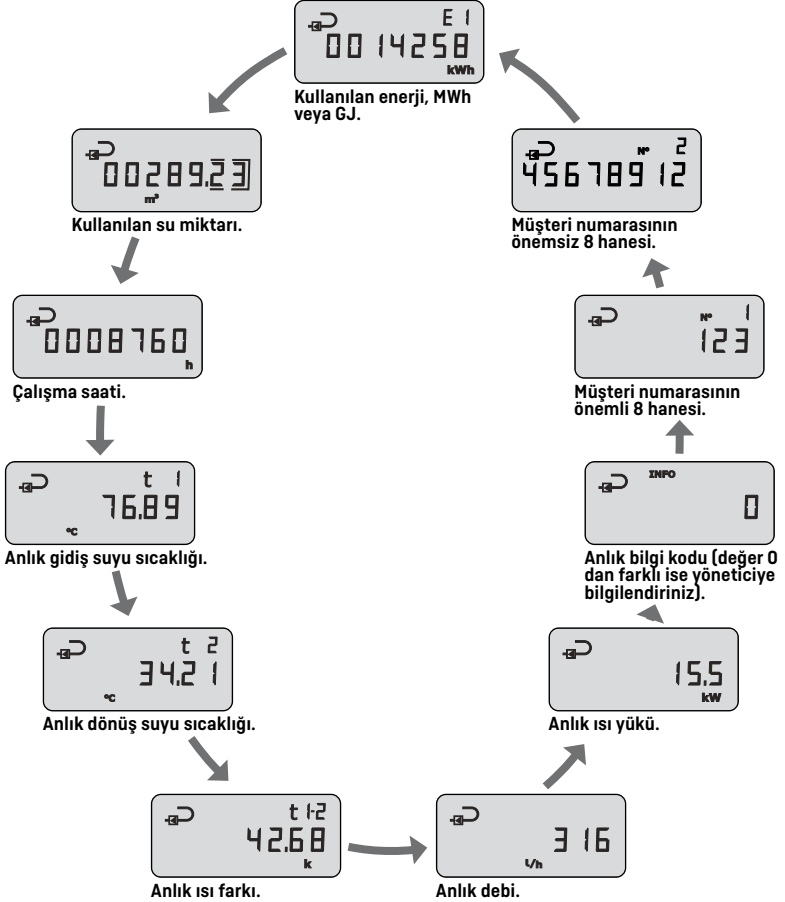 E 1
0014258
kWh
Kullanılan enerji, MWh
veya GJ.
00289.23
m³
Kullanılan su miktarı.
0008760
h
Çalışma saati.
t 1
76.89
°C
Anlık gidiş suyu sıcaklığı.
t 2
34.21
°C
Anlık dönüş suyu sıcaklığı.
t1-2
42.68
k
Anlık ısı farkı.
316
l/h
Anlık debi.
15.5
kW
Anlık ısı yükü.
INFO
0
Anlık bilgi kodu (değer 0
dan farklı ise yöneticiye
bilgilendiriniz).
N° 1
123
Müşteri numarasının
önemli 8 hanesi.
N° 2
45678912
Müşteri numarasının
önemsiz 8 hanesi.